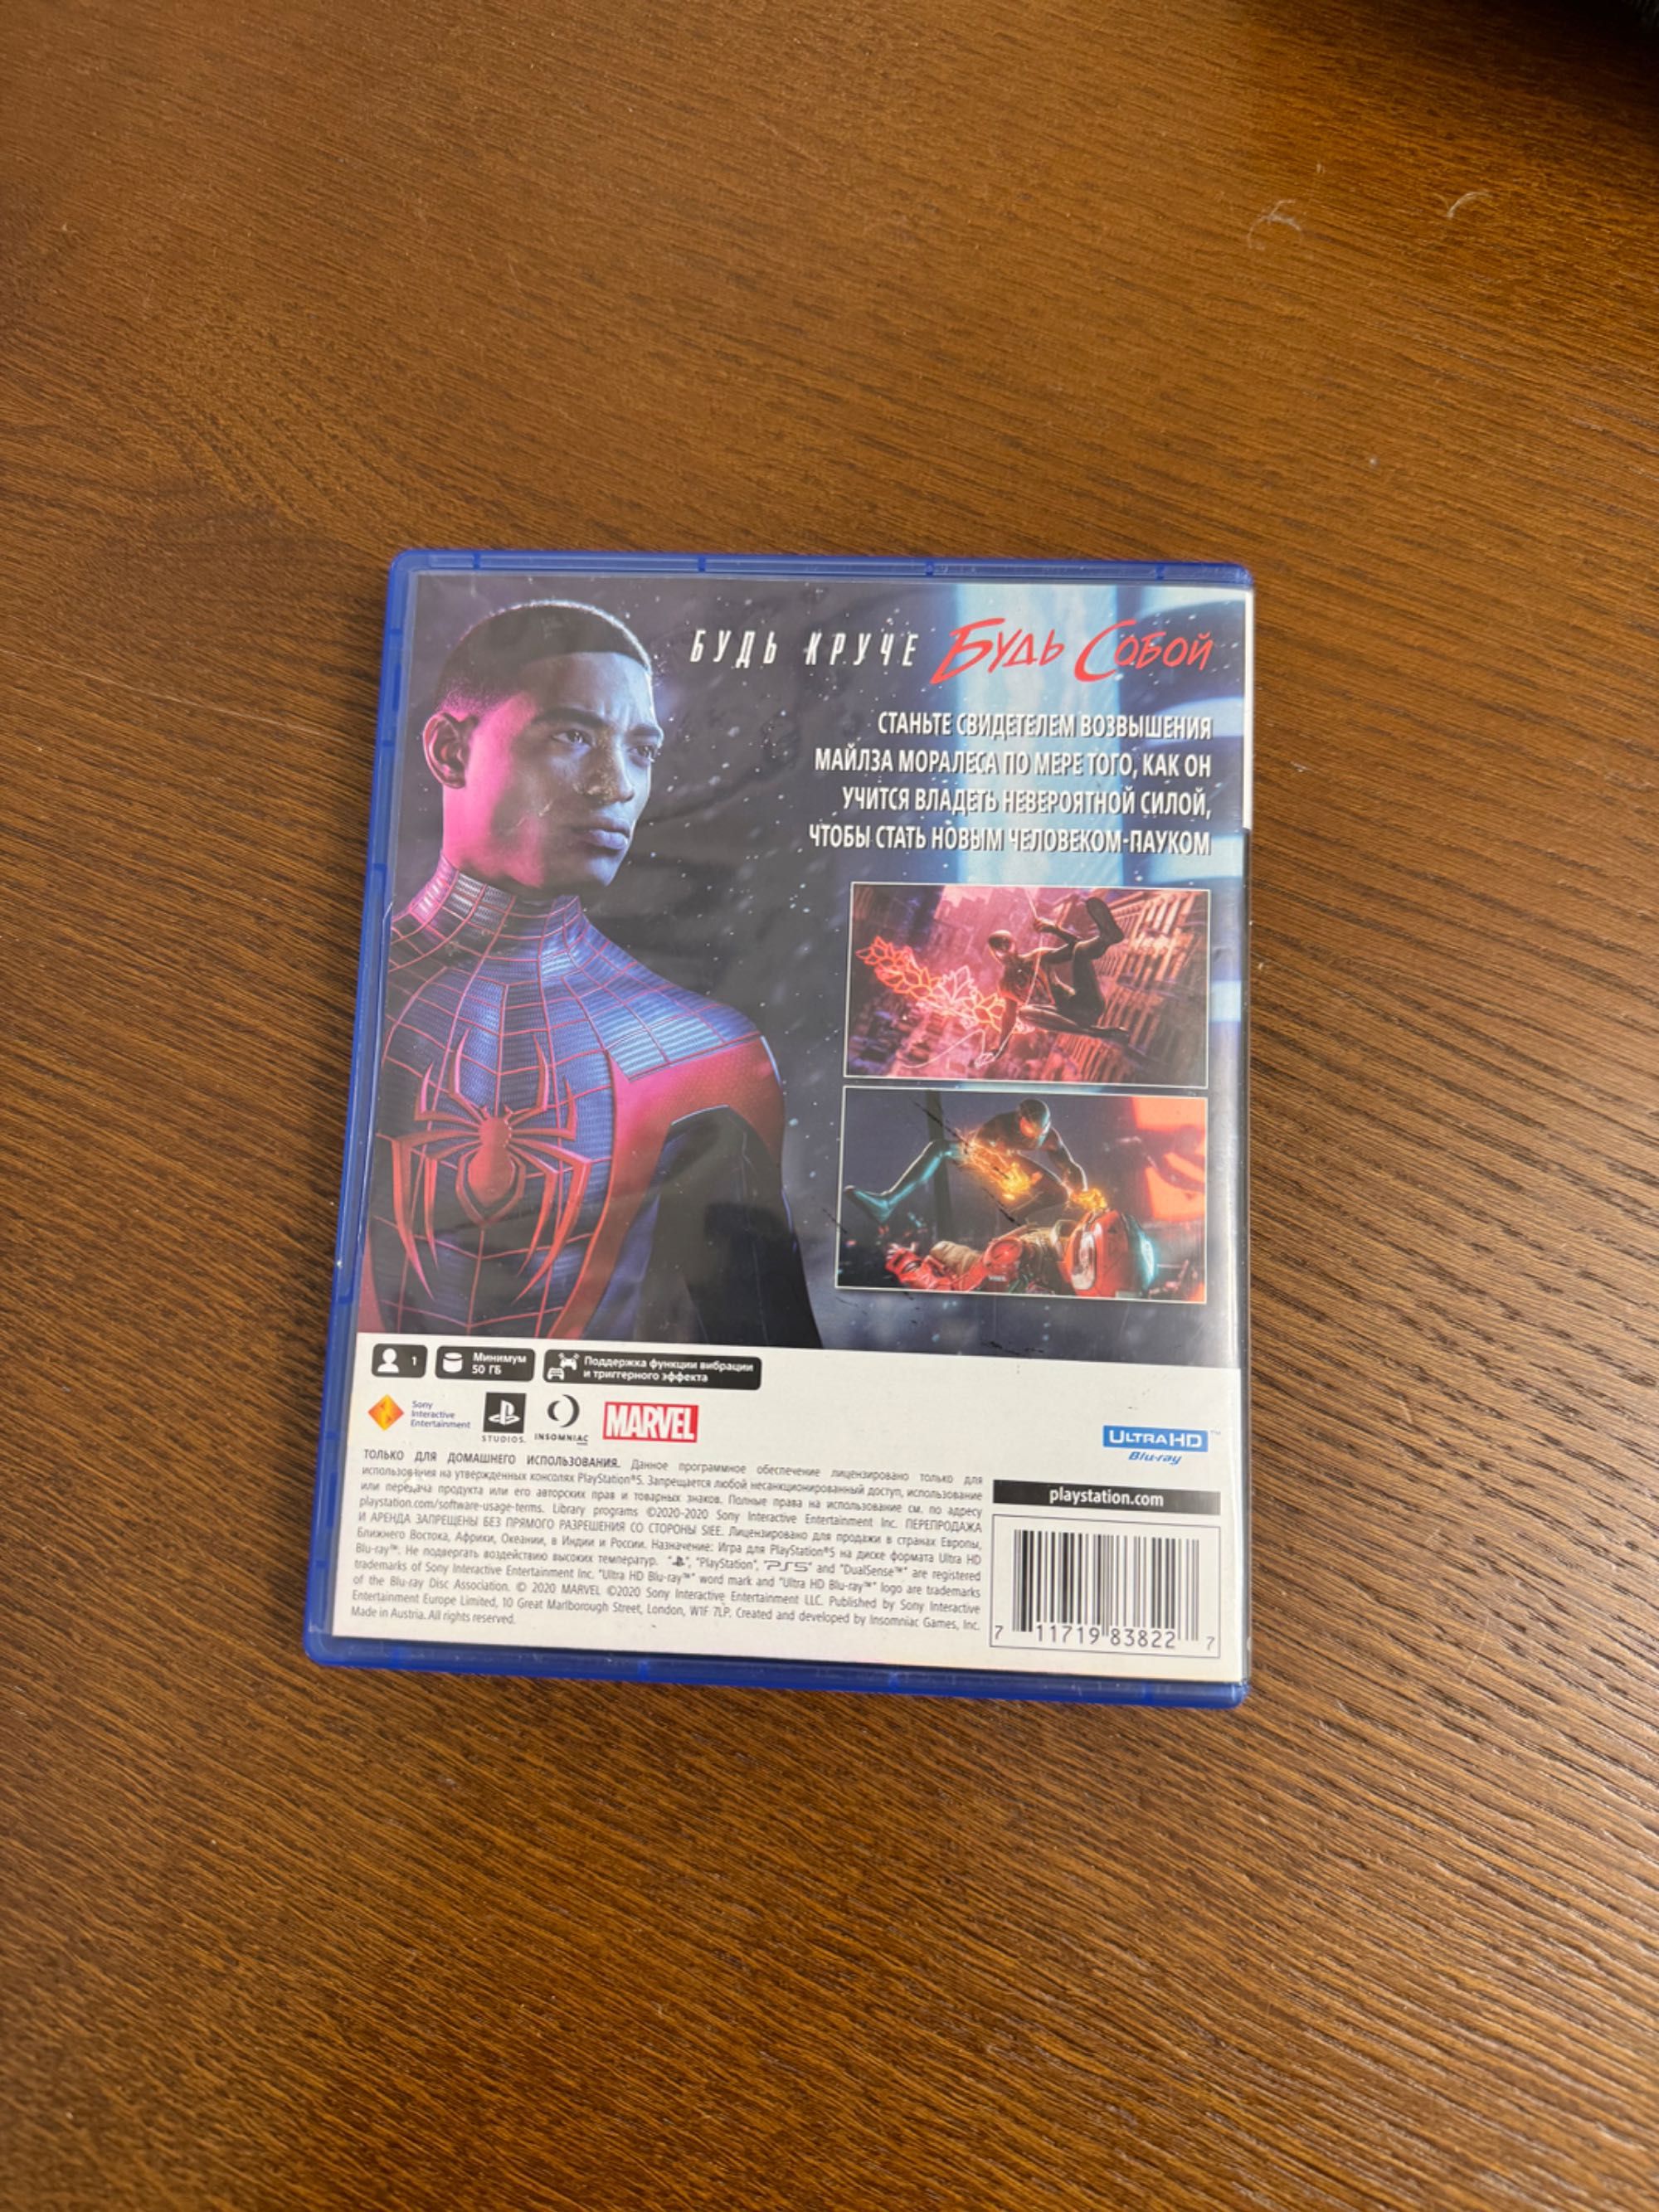 БУДЬ КРУЧЕ БУДЬ СОБОЙ
СТАНЬТЕ СВИДЕТЕЛЕМ ВОЗВЫШЕНИЯ
МАЙЛЗА МОРАЛЕСА ПО МЕРЕ ТОГО, КАК ОН
УЧИТСЯ ВЛАДЕТЬ НЕВЕРОЯТНОЙ СИЛОЙ,
ЧТОБЫ СТАТЬ НОВЫМ ЧЕЛОВЕКОМ-ПАУКОМ
1
Минимум
50 ГБ
Поддержка функции вибрации
и триггерного эффекта
Sony
Interactive
Entertainment
STUDIOS
INSOMNIAC
MARVEL
ULTRA HD
Blu-ray™
ТОЛЬКО ДЛЯ ДОМАШНЕГО ИСПОЛЬЗОВАНИЯ. Данное программное обеспечение лицензировано только для
использования на утвержденных консолях PlayStation®5. Запрещается любой несанкционированный доступ, использование
или передача продукта или его авторских прав и товарных знаков. Полные права на использование см. по адресу
playstation.com/software-usage-terms. Library programs ©2020-2020 Sony Interactive Entertainment Inc. ПЕРЕПРОДАЖА
И АРЕНДА ЗАПРЕЩЕНЫ БЕЗ ПРЯМОГО РАЗРЕШЕНИЯ СО СТОРОНЫ SIEE. Лицензировано для продажи в странах Европы,
Ближнего Востока, Африки, Океании, в Индии и России. Назначение: Игра для PlayStation®5 на диске формата Ultra HD
Blu-ray™. Не подвергать воздействию высоких температур. "", "PlayStation", "PS5" and "DualSense™" are registered
trademarks of Sony Interactive Entertainment Inc. "Ultra HD Blu-ray™" word mark and "Ultra HD Blu-ray™" logo are trademarks
of the Blu-ray Disc Association. © 2020 MARVEL ©2020 Sony Interactive Entertainment LLC. Published by Sony Interactive
Entertainment Europe Limited, 10 Great Marlborough Street, London, W1F 7LP. Created and developed by Insomniac Games, Inc.
Made in Austria. All rights reserved.
playstation.com
7 11719 83822 7